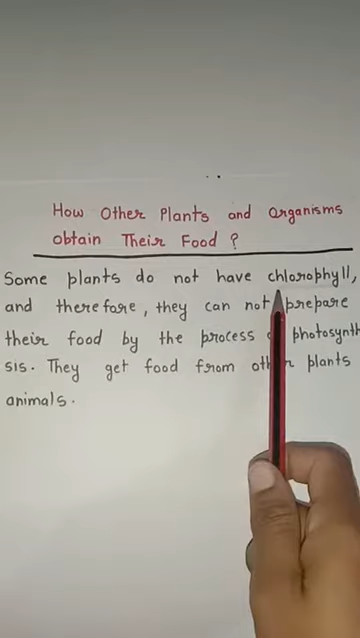 How Other Plants and Organisms
obtain Their Food ?
Some plants do not have chlorophyll,
and therefore, they can not prepare
their food by the process photosynth
sis. They get food from other plants
animals.